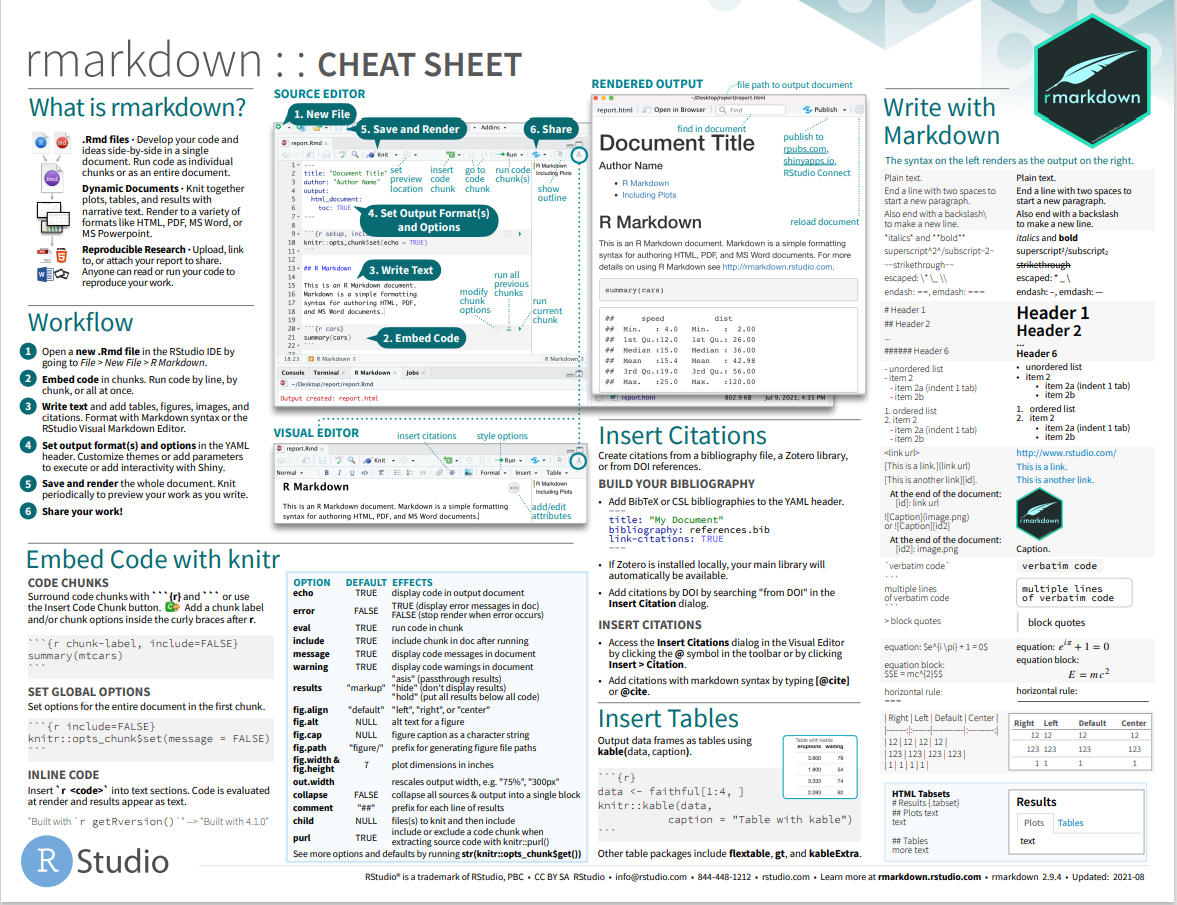 rmarkdown : : CHEAT SHEET
What is rmarkdown?
.Rmd files • Develop your code and
ideas side-by-side in a single
document. Run code as individual
chunks or as an entire document.
Dynamic Documents • Knit together
plots, tables, and results with
narrative text. Render to a variety of
formats like HTML, PDF, MS Word, or
MS Powerpoint.
Reproducible Research • Upload, link
to, or attach your report to share.
Anyone can read or run your code to
reproduce your work.
Workflow
1 Open a new .Rmd file in the RStudio IDE by
going to File > New File > R Markdown.
2 Embed code in chunks. Run code by line, by
chunk, or all at once.
3 Write text and add tables, figures, images, and
citations. Format with Markdown syntax or the
RStudio Visual Markdown Editor.
4 Set output format(s) and options in the YAML
header. Customize themes or add parameters
to execute or add interactivity with Shiny.
5 Save and render the whole document. Knit
periodically to preview your work as you write.
6 Share your work!
SOURCE EDITOR
1. New File
5. Save and Render
Addins
6. Share
report.Rmd
Knit
Run
set
preview
location
insert
code
chunk
go to
code
chunk
run code
chunk(s)
R Markdown
Including Plots
show
outline
1 ---
2 title: "Document Title"
3 author: "Author Name"
4 output:
5 html_document:
6 toc: TRUE
7 ---
4. Set Output Format(s)
and Options
9 ```{r setup, inclu
10 knitr::opts_chunk$set(echo = TRUE)
11 ```
12
13 ## R Markdown
14
3. Write Text
15 This is an R Markdown document.
16 Markdown is a simple formatting
17 syntax for authoring HTML, PDF,
18 and MS Word documents.
19
20 ```{r cars}
21 summary(cars)
22 ```
run all
previous
chunks
modify
chunk
options
run
current
chunk
2. Embed Code
18:23 R Markdown
R Markdown
Console Terminal R Markdown Jobs
~/Desktop/report/report.Rmd
Output created: report.html
VISUAL EDITOR
insert citations
style options
report.Rmd
Knit
Run
Normal B I U Format Insert Table
R Markdown
This is an R Markdown document. Markdown is a simple formatting
syntax for authoring HTML, PDF, and MS Word documents.
R Markdown
Including Plots
add/edit
attributes
RENDERED OUTPUT
file path to output document
~/Desktop/report/report.html
report.html Open in Browser Find Publish
find in document
publish to
rpubs.com,
shinyapps.io,
RStudio Connect
Document Title
Author Name
• R Markdown
• Including Plots
R Markdown
reload document
This is an R Markdown document. Markdown is a simple formatting
syntax for authoring HTML, PDF, and MS Word documents. For more
details on using R Markdown see http://rmarkdown.rstudio.com.
summary(cars)
## speed dist
## Min. : 4.0 Min. : 2.00
## 1st Qu.:12.0 1st Qu.: 26.00
## Median :15.0 Median : 36.00
## Mean :15.4 Mean : 42.98
## 3rd Qu.:19.0 3rd Qu.: 56.00
## Max. :25.0 Max. :120.00
report.html 802.9 KB Jul 9, 2021, 4:13 PM
Embed Code with knitr
CODE CHUNKS
Surround code chunks with ```{r} and ``` or use
the Insert Code Chunk button. Add a chunk label
and/or chunk options inside the curly braces after r.
```{r chunk-label, include=FALSE}
summary(mtcars)
```
SET GLOBAL OPTIONS
Set options for the entire document in the first chunk.
```{r include=FALSE}
knitr::opts_chunk$set(message = FALSE)
```
INLINE CODE
Insert `r <code>` into text sections. Code is evaluated
at render and results appear as text.
"Built with `r getRversion()`" --> "Built with 4.1.0"
OPTION DEFAULT EFFECTS
echo TRUE display code in output document
error FALSE TRUE (display error messages in doc)
FALSE (stop render when error occurs)
eval TRUE run code in chunk
include TRUE include chunk in doc after running
message TRUE display code messages in document
warning TRUE display code warnings in document
results "markup" "asis" (passthrough results)
"hide" (don't display results)
"hold" (put all results below all code)
fig.align "default" "left", "right", or "center"
fig.alt NULL alt text for a figure
fig.cap NULL figure caption as a character string
fig.path "figure/" prefix for generating figure file paths
fig.width &
fig.height 7 plot dimensions in inches
out.width rescales output width, e.g. "75%", "300px"
collapse FALSE collapse all sources & output into a single block
comment "##" prefix for each line of results
child NULL files(s) to knit and then include
purl TRUE include or exclude a code chunk when
extracting source code with knitr::purl()
See more options and defaults by running str(knitr::opts_chunk$get())
Insert Citations
Create citations from a bibliography file, a Zotero library,
or from DOI references.
BUILD YOUR BIBLIOGRAPHY
• Add BibTeX or CSL bibliographies to the YAML header.
---
title: "My Document"
bibliography: references.bib
link-citations: TRUE
---
• If Zotero is installed locally, your main library will
automatically be available.
• Add citations by DOI by searching "from DOI" in the
Insert Citation dialog.
INSERT CITATIONS
• Access the Insert Citations dialog in the Visual Editor
by clicking the @ symbol in the toolbar or by clicking
Insert > Citation.
• Add citations with markdown syntax by typing [@cite]
or @cite.
Insert Tables
Output data frames as tables using
kable(data, caption).
Table with kable
eruptions waiting
3.600 79
1.800 54
3.333 74
2.283 62
```{r}
data <- faithful[1:4, ]
knitr::kable(data,
caption = "Table with kable")
```
Other table packages include flextable, gt, and kableExtra.
rmarkdown
Write with
Markdown
The syntax on the left renders as the output on the right.
Plain text. Plain text.
End a line with two spaces to End a line with two spaces to
start a new paragraph. start a new paragraph.
Also end with a backslash\ Also end with a backslash
to make a new line. to make a new line.
*italics* and **bold** italics and bold
superscript^2^/subscript~2~ superscript²/subscript₂
~~strikethrough~~ strikethrough
escaped: \* \_ \\ escaped: * _ \
endash: --, emdash: --- endash: –, emdash: —
# Header 1 Header 1
## Header 2 Header 2
... ...
###### Header 6 Header 6
- unordered list • unordered list
- item 2 • item 2
- item 2a (indent 1 tab) • item 2a (indent 1 tab)
- item 2b • item 2b
1. ordered list 1. ordered list
2. item 2 2. item 2
- item 2a (indent 1 tab) • item 2a (indent 1 tab)
- item 2b • item 2b
<link url> http://www.rstudio.com/
[This is a link.](link url) This is a link.
[This is another link][id]. This is another link.
At the end of the document:
[id]: link url
![Caption](image.png)
or ![Caption][id2]
rmarkdown
At the end of the document:
[id2]: image.png Caption.
`verbatim code` verbatim code
```
multiple lines multiple lines
of verbatim code of verbatim code
```
> block quotes block quotes
equation: $e^{i \pi} + 1 = 0$ equation: e^{iπ} + 1 = 0
equation block: equation block:
$$E = mc^{2}$$ E = mc²
horizontal rule: horizontal rule:
---
| Right | Left | Default | Center | Right Left Default Center
|-------:|:------|-----------|:---------:|
| 12 | 12 | 12 | 12 | 12 12 12 12
| 123 | 123 | 123 | 123 | 123 123 123 123
| 1 | 1 | 1 | 1 | 1 1 1 1
HTML Tabsets
# Results {.tabset}
## Plots text
text
## Tables
more text
Results
Plots Tables
text
R Studio
RStudio® is a trademark of RStudio, PBC • CC BY SA RStudio • info@rstudio.com • 844-448-1212 • rstudio.com • Learn more at rmarkdown.rstudio.com • rmarkdown 2.9.4 • Updated: 2021-08